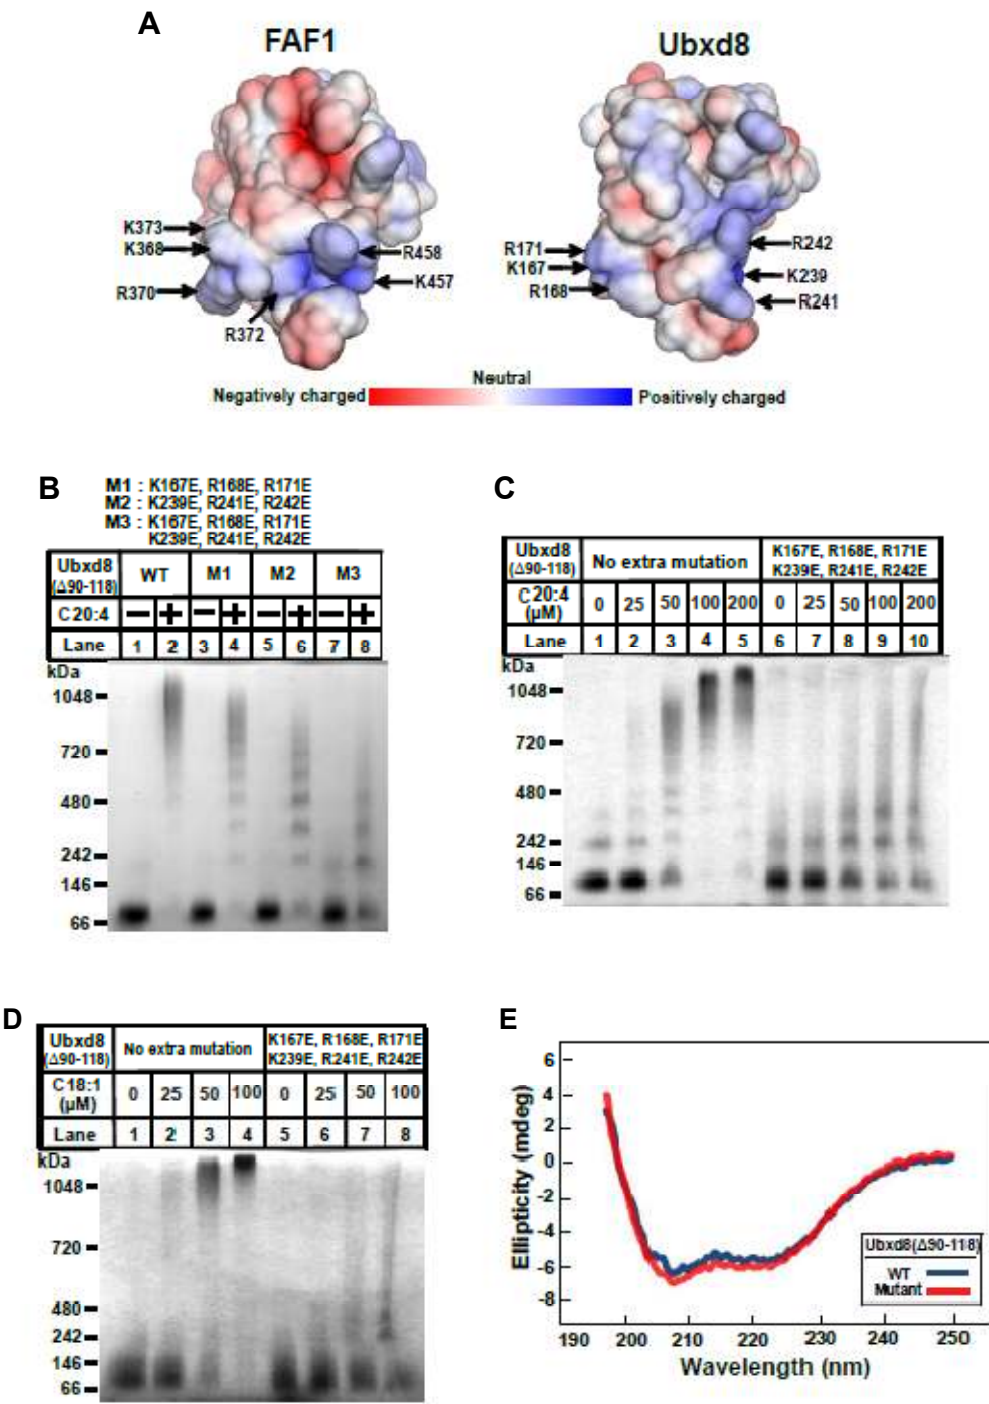 A
FAF1
Ubxd8
K373
K368
R370
R372
R458
K457
R171
K167
R168
R242
K239
R241
Neutral
Negatively charged
Positively charged
B
M1 : K167E, R168E, R171E
M2 : K239E, R241E, R242E
M3 : K167E, R168E, R171E
K239E, R241E, R242E
Ubxd8 (Δ90-118) WT M1 M2 M3
C20:4 − + − + − + − +
Lane 1 2 3 4 5 6 7 8
kDa
1048
720
480
242
146
66
C
Ubxd8 (Δ90-118) No extra mutation K167E, R168E, R171E
K239E, R241E, R242E
C20:4 (μM) 0 25 50 100 200 0 25 50 100 200
Lane 1 2 3 4 5 6 7 8 9 10
kDa
1048
720
480
242
146
66
D
Ubxd8 (Δ90-118) No extra mutation K167E, R168E, R171E
K239E, R241E, R242E
C18:1 (μM) 0 25 50 100 0 25 50 100
Lane 1 2 3 4 5 6 7 8
kDa
1048
720
480
242
146
66
E
Ellipticity (mdeg)
6
4
2
0
-2
-4
-6
-8
190 200 210 220 230 240 250
Wavelength (nm)
Ubxd8(Δ90-118)
WT
Mutant